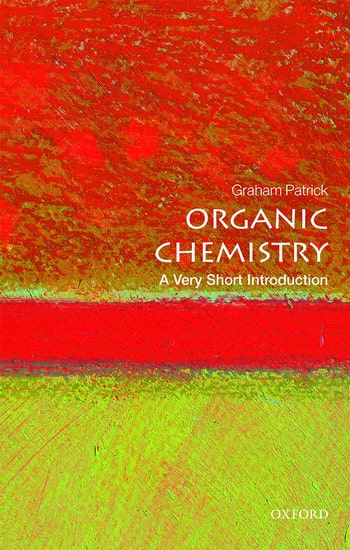 Graham Patrick
ORGANIC
CHEMISTRY
A Very Short Introduction
OXFORD